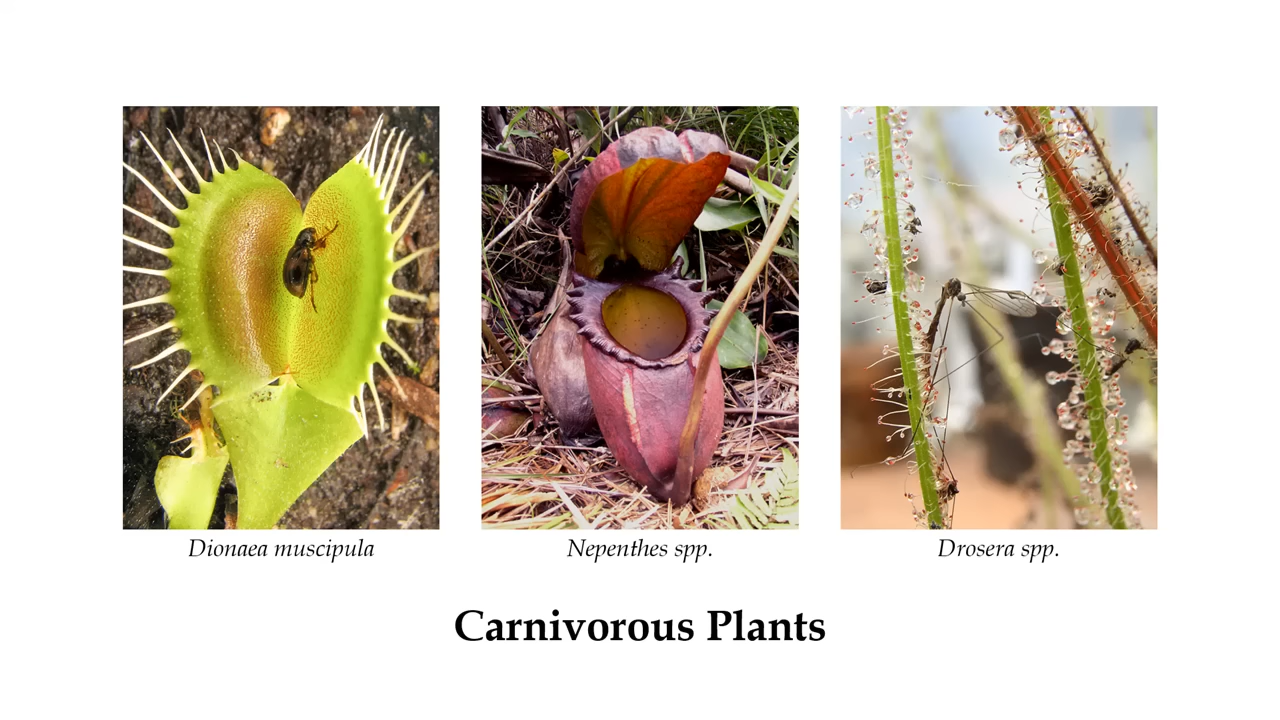 Dionaea muscipula
Nepenthes spp.
Drosera spp.
Carnivorous Plants